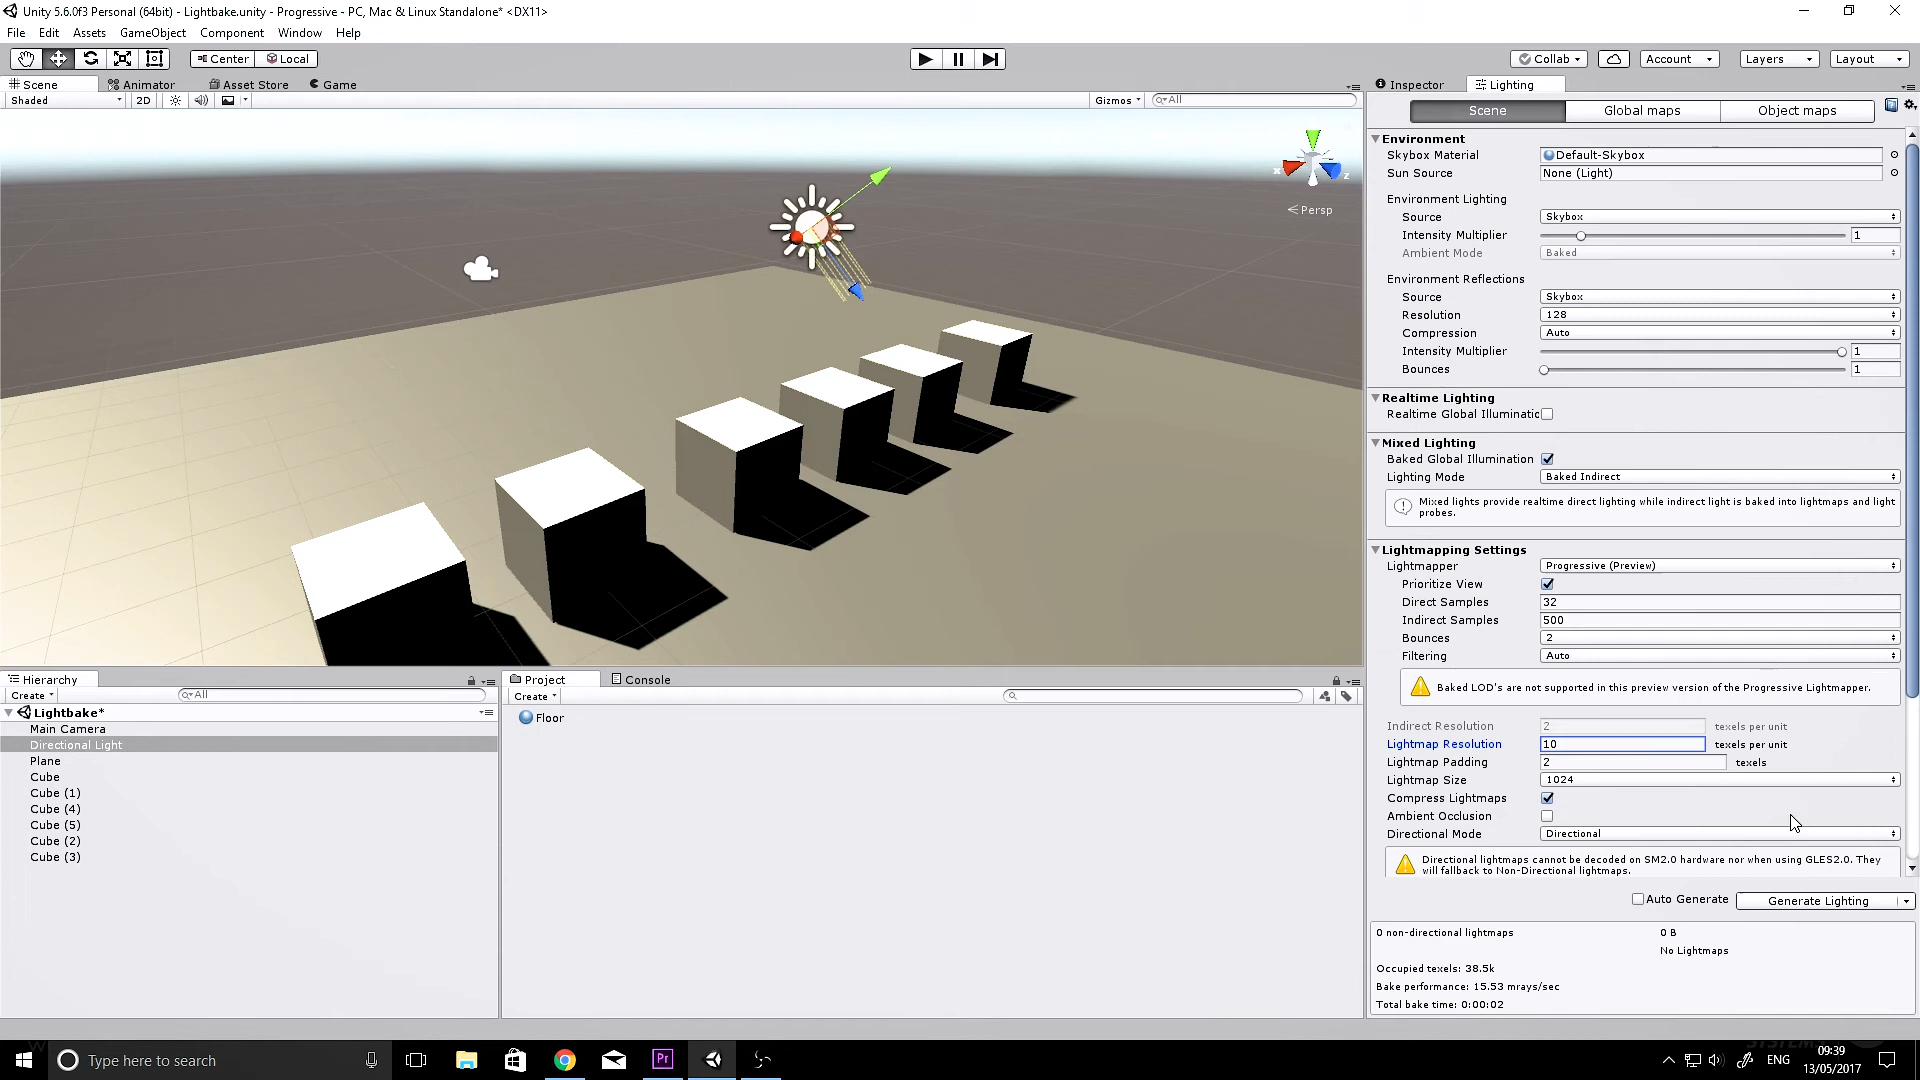 Unity 5.6.0f3 Personal (64bit) - Lightbake.unity - Progressive - PC, Mac & Linux Standalone* <DX11>
File Edit Assets GameObject Component Window Help
Center Local
Collab Account Layers Layout
Scene Animator Asset Store Game
Inspector Lighting
Shaded 2D Gizmos All
Scene Global maps Object maps
x z
Persp
Environment
Skybox Material Default-Skybox
Sun Source None (Light)
Environment Lighting
Source Skybox
Intensity Multiplier 1
Ambient Mode Baked
Environment Reflections
Source Skybox
Resolution 128
Compression Auto
Intensity Multiplier 1
Bounces 1
Realtime Lighting
Realtime Global Illuminatic
Mixed Lighting
Baked Global Illumination
Lighting Mode Baked Indirect
Mixed lights provide realtime direct lighting while indirect light is baked into lightmaps and light
probes.
Lightmapping Settings
Lightmapper Progressive (Preview)
Prioritize View
Direct Samples 32
Indirect Samples 500
Bounces 2
Filtering Auto
Baked LOD's are not supported in this preview version of the Progressive Lightmapper.
Indirect Resolution 2 texels per unit
Lightmap Resolution 10 texels per unit
Lightmap Padding 2 texels
Lightmap Size 1024
Compress Lightmaps
Ambient Occlusion
Directional Mode Directional
Directional lightmaps cannot be decoded on SM2.0 hardware nor when using GLES2.0. They
will fallback to Non-Directional lightmaps.
Auto Generate Generate Lighting
0 non-directional lightmaps 0 B
No Lightmaps
Occupied texels: 38.5k
Bake performance: 15.53 mrays/sec
Total bake time: 0:00:02
Hierarchy
Create All
Lightbake*
Main Camera
Directional Light
Plane
Cube
Cube (1)
Cube (4)
Cube (5)
Cube (2)
Cube (3)
Project Console
Create
Floor
Type here to search
Pr
ENG
09:39
13/05/2017